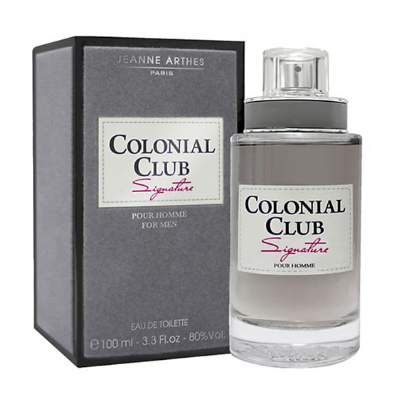 JEANNE ARTHES
PARIS
COLONIAL
CLUB
Signature
POUR HOMME
FOR MEN
EAU DE TOILETTE
℮ 100 ml - 3.3 Fl.oz - 80% Vol.
COLONIAL
CLUB
Signature
POUR HOMME